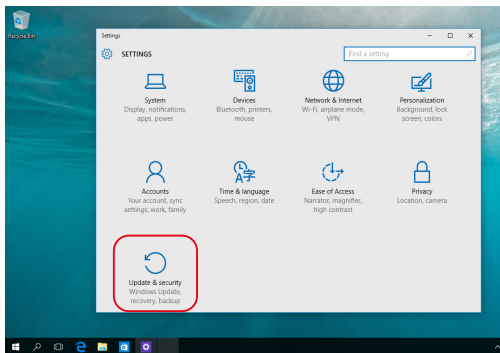 Recycle Bin
Settings
SETTINGS
Find a setting
System
Display, notifications,
apps, power
Devices
Bluetooth, printers,
mouse
Network & Internet
Wi-Fi, airplane mode,
VPN
Personalization
Background, lock
screen, colors
Accounts
Your account, sync
settings, work, family
Time & language
Speech, region, date
Ease of Access
Narrator, magnifier,
high contrast
Privacy
Location, camera
Update & security
Windows Update,
recovery, backup